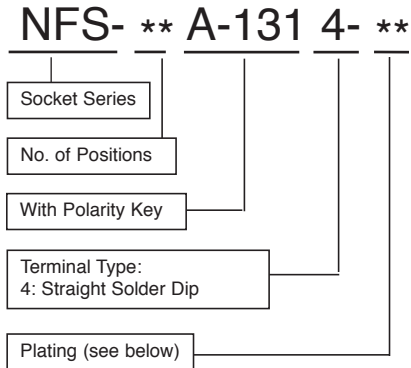 NFS- ** A-131 4- **
Socket Series
No. of Positions
With Polarity Key
Terminal Type:
4: Straight Solder Dip
Plating (see below)